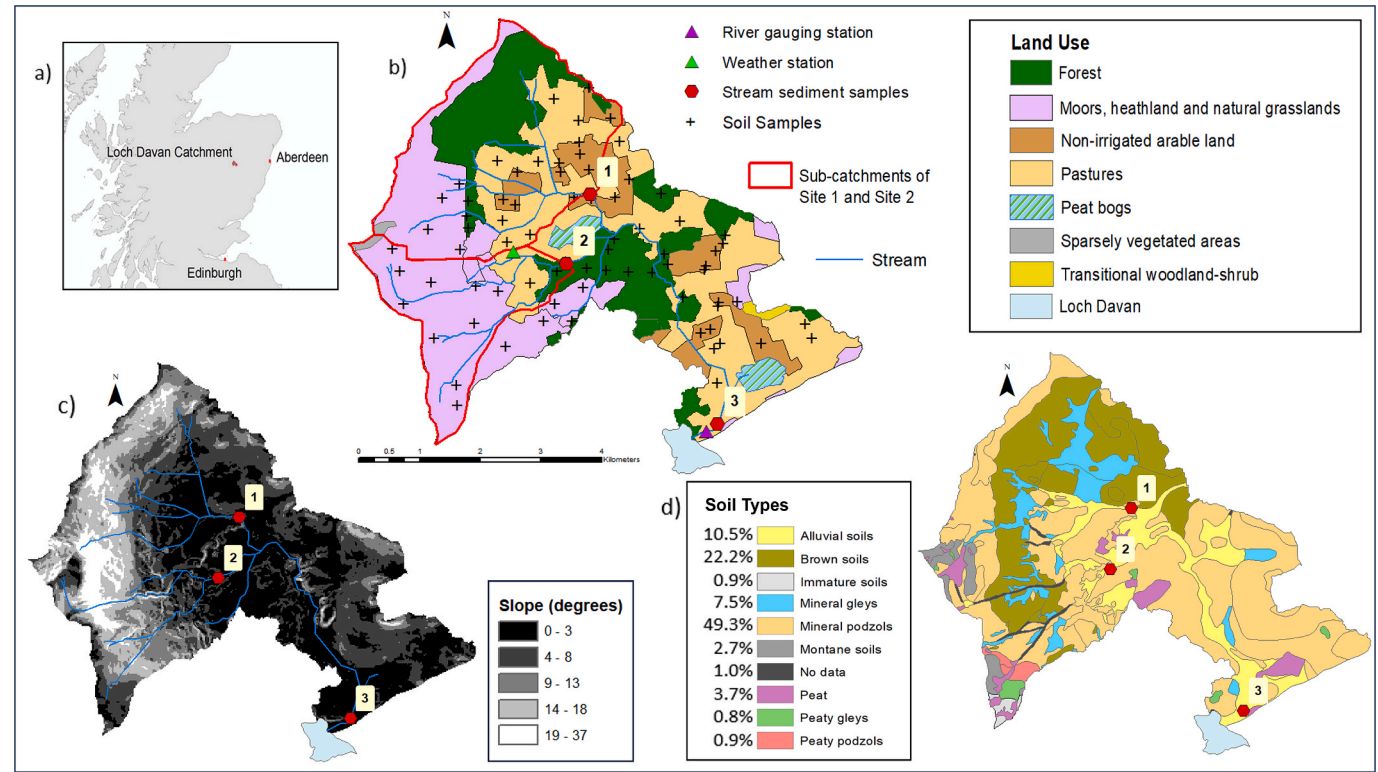 a)
Loch Davan Catchment
Aberdeen
Edinburgh
b)
N
River gauging station
Weather station
Stream sediment samples
Soil Samples
Sub-catchments of
Site 1 and Site 2
Stream
1
2
3
0 0.5 1 2 3 4
Kilometers
Land Use
Forest
Moors, heathland and natural grasslands
Non-irrigated arable land
Pastures
Peat bogs
Sparsely vegetated areas
Transitional woodland-shrub
Loch Davan
c)
N
1
2
3
Slope (degrees)
0 - 3
4 - 8
9 - 13
14 - 18
19 - 37
d)
Soil Types
10.5% Alluvial soils
22.2% Brown soils
0.9% Immature soils
7.5% Mineral gleys
49.3% Mineral podzols
2.7% Montane soils
1.0% No data
3.7% Peat
0.8% Peaty gleys
0.9% Peaty podzols
N
1
2
3